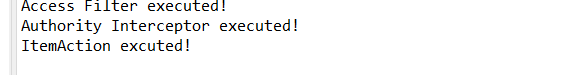 Access Filter executed!
Authority Interceptor executed!
ItemAction excuted!